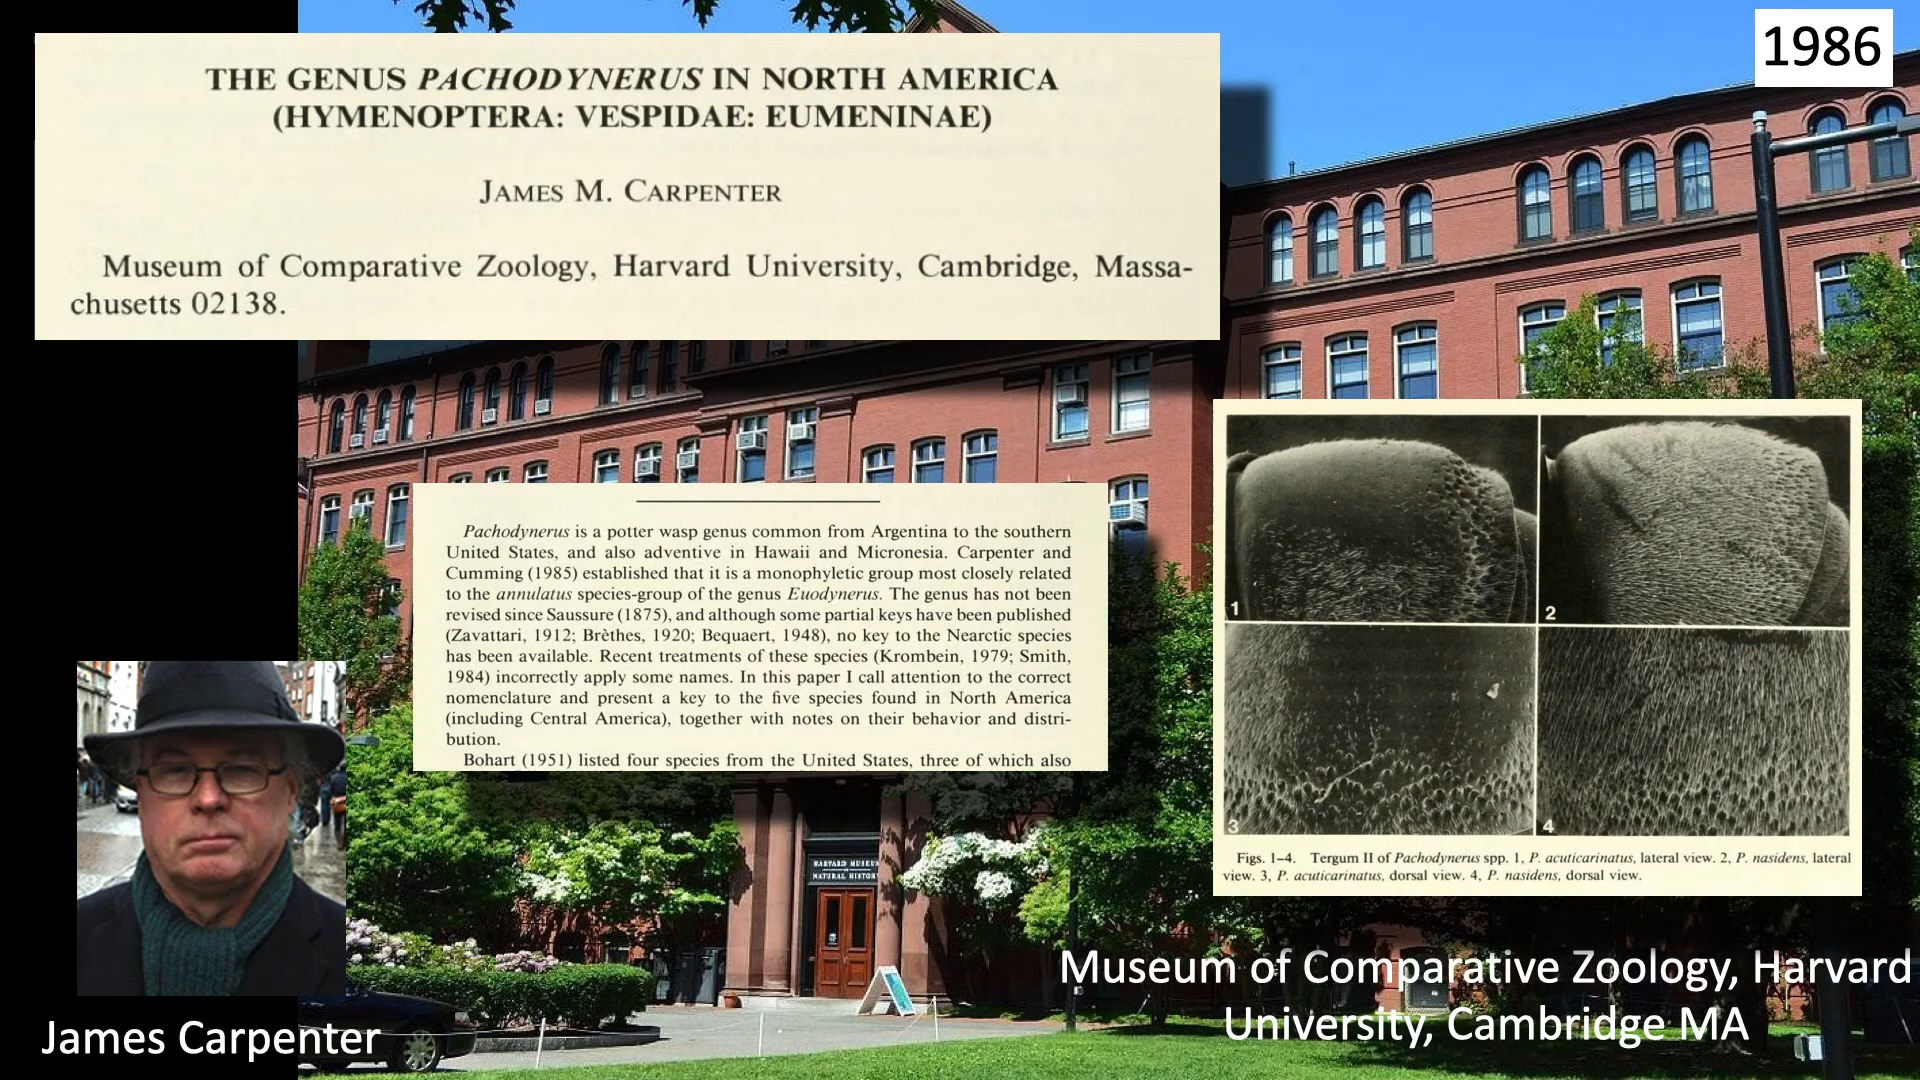 1986
THE GENUS PACHODYNERUS IN NORTH AMERICA
(HYMENOPTERA: VESPIDAE: EUMENINAE)
JAMES M. CARPENTER
Museum of Comparative Zoology, Harvard University, Cambridge, Massa-
chusetts 02138.
Pachodynerus is a potter wasp genus common from Argentina to the southern
United States, and also adventive in Hawaii and Micronesia. Carpenter and
Cumming (1985) established that it is a monophyletic group most closely related
to the annulatus species-group of the genus Euodynerus. The genus has not been
revised since Saussure (1875), and although some partial keys have been published
(Zavattari, 1912; Brèthes, 1920; Bequaert, 1948), no key to the Nearctic species
has been available. Recent treatments of these species (Krombein, 1979; Smith,
1984) incorrectly apply some names. In this paper I call attention to the correct
nomenclature and present a key to the five species found in North America
(including Central America), together with notes on their behavior and distri-
bution.
Bohart (1951) listed four species from the United States, three of which also
1
2
3
4
Figs. 1–4. Tergum II of Pachodynerus spp. 1, P. acuticarinatus, lateral view. 2, P. nasidens, lateral
view. 3, P. acuticarinatus, dorsal view. 4, P. nasidens, dorsal view.
HARVARD MUSEUM
OF
NATURAL HISTORY
James Carpenter
Museum of Comparative Zoology, Harvard
University, Cambridge MA